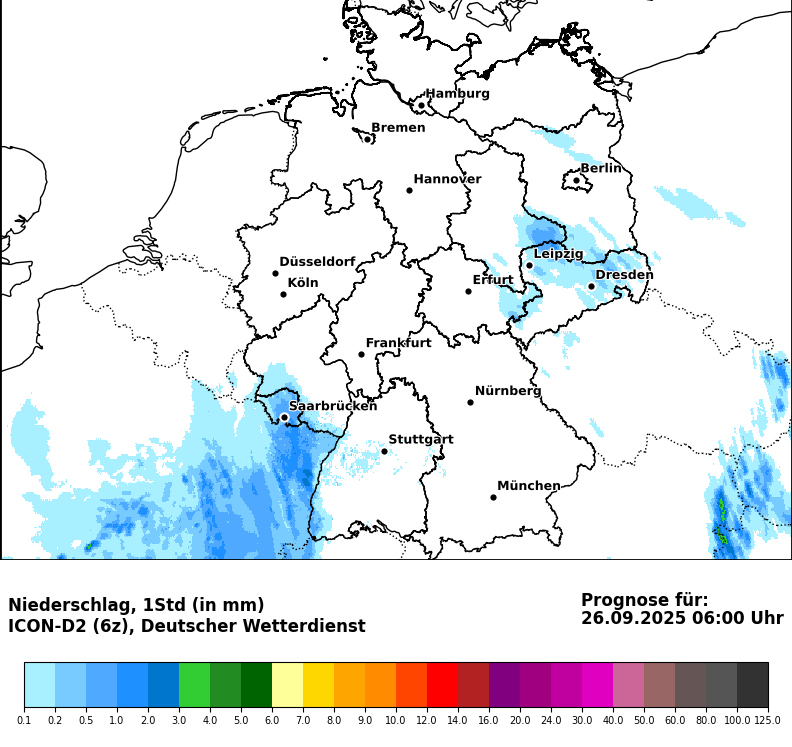 Hamburg
Bremen
Berlin
Hannover
Leipzig
Düsseldorf
Dresden
Köln
Erfurt
Frankfurt
Nürnberg
Saarbrücken
Stuttgart
München
Niederschlag, 1Std (in mm)
ICON-D2 (6z), Deutscher Wetterdienst
Prognose für:
26.09.2025 06:00 Uhr
0.1 0.2 0.5 1.0 2.0 3.0 4.0 5.0 6.0 7.0 8.0 9.0 10.0 12.0 14.0 16.0 20.0 24.0 30.0 40.0 50.0 60.0 80.0 100.0 125.0